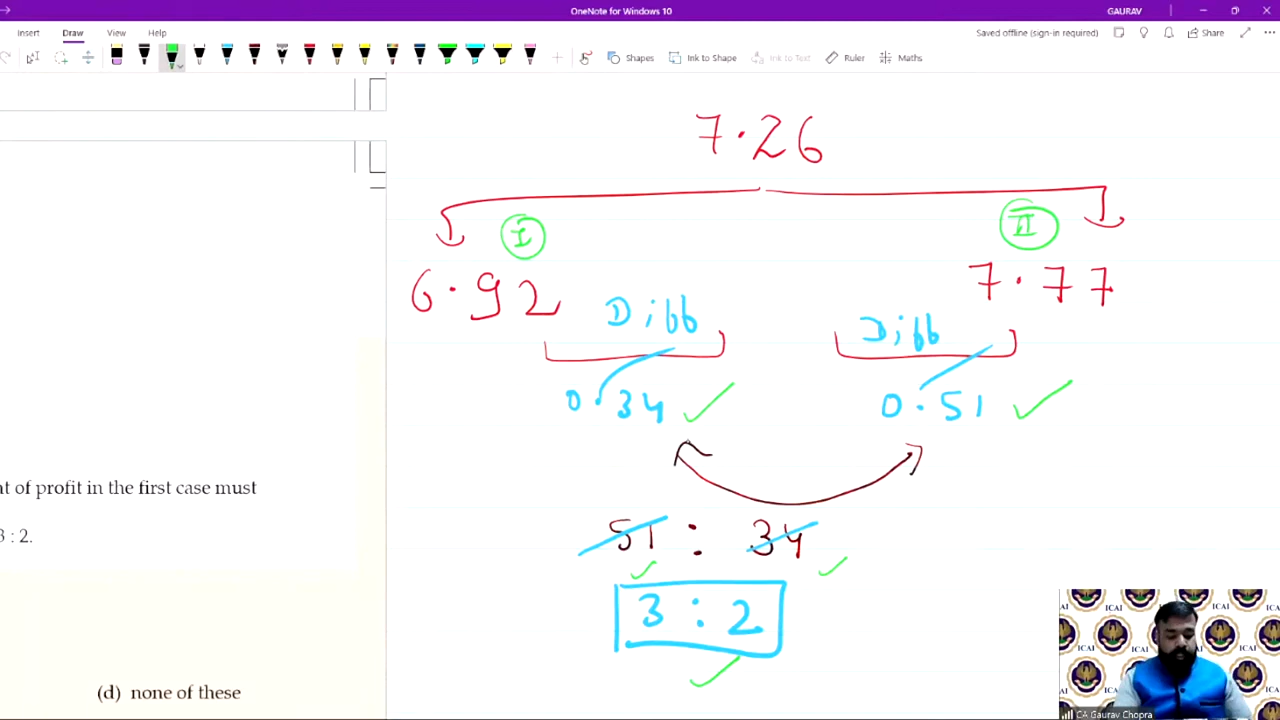 OneNote for Windows 10
GAURAV
Insert Draw View Help
Saved offline (sign-in required) Share
Shapes Ink to Shape Ink to Text Ruler Maths
7.26
I II
6.92 7.77
Diff Diff
0.34 0.51
51 : 34
3 : 2
at of profit in the first case must
3 : 2.
(d) none of these
ICAI
CA Gaurav Chopra